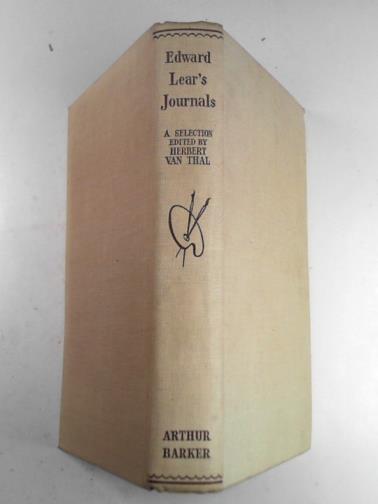 Edward
Lear's
Journals
A SELECTION
EDITED BY
HERBERT
VAN THAL
ARTHUR
BARKER